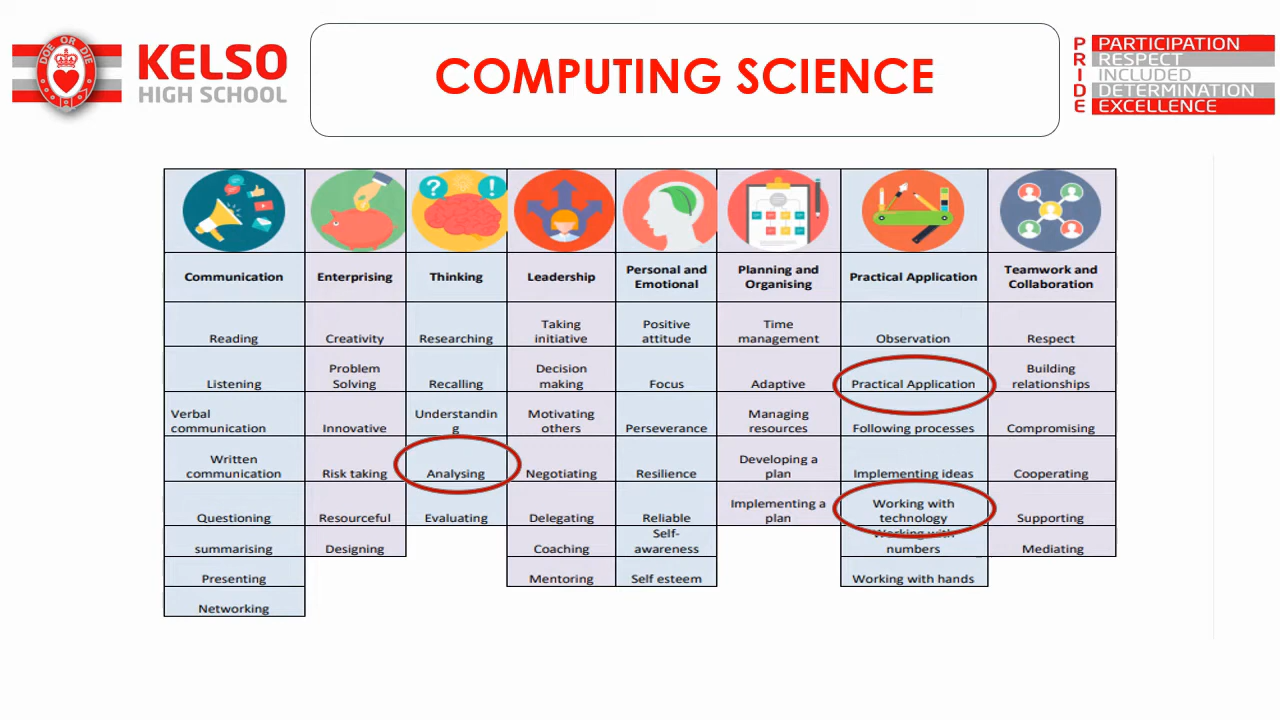 DOE OR DIE
KELSO
HIGH SCHOOL
COMPUTING SCIENCE
P PARTICIPATION
R RESPECT
I INCLUDED
D DETERMINATION
E EXCELLENCE
Communication Enterprising Thinking Leadership Personal and Emotional Planning and Organising Practical Application Teamwork and Collaboration
Reading Creativity Researching Taking initiative Positive attitude Time management Observation Respect
Listening Problem Solving Recalling Decision making Focus Adaptive Practical Application Building relationships
Verbal communication Innovative Understandin g Motivating others Perseverance Managing resources Following processes Compromising
Written communication Risk taking Analysing Negotiating Resilience Developing a plan Implementing ideas Cooperating
Questioning Resourceful Evaluating Delegating Reliable Implementing a plan Working with technology Supporting
summarising Designing Coaching Self-awareness Working with numbers Mediating
Presenting Mentoring Self esteem Working with hands
Networking